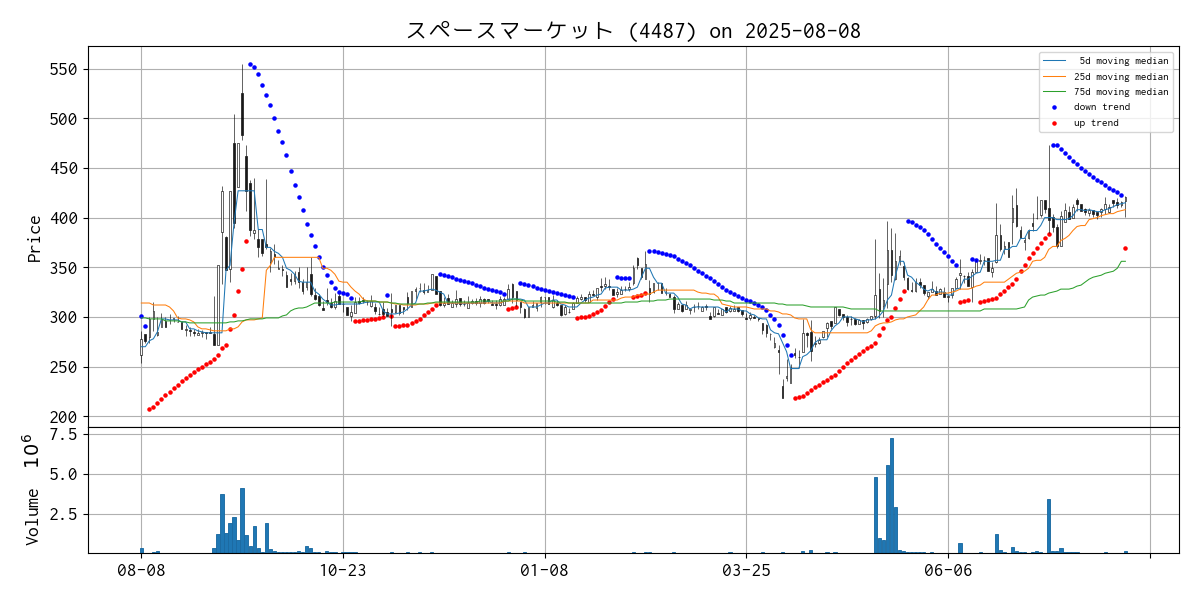 スペースマーケット (4487) on 2025-08-08
5d moving median
25d moving median
75d moving median
down trend
up trend
Price
550
500
450
400
350
300
250
200
Volume 10⁶
7.5
5.0
2.5
08-08 10-23 01-08 03-25 06-06